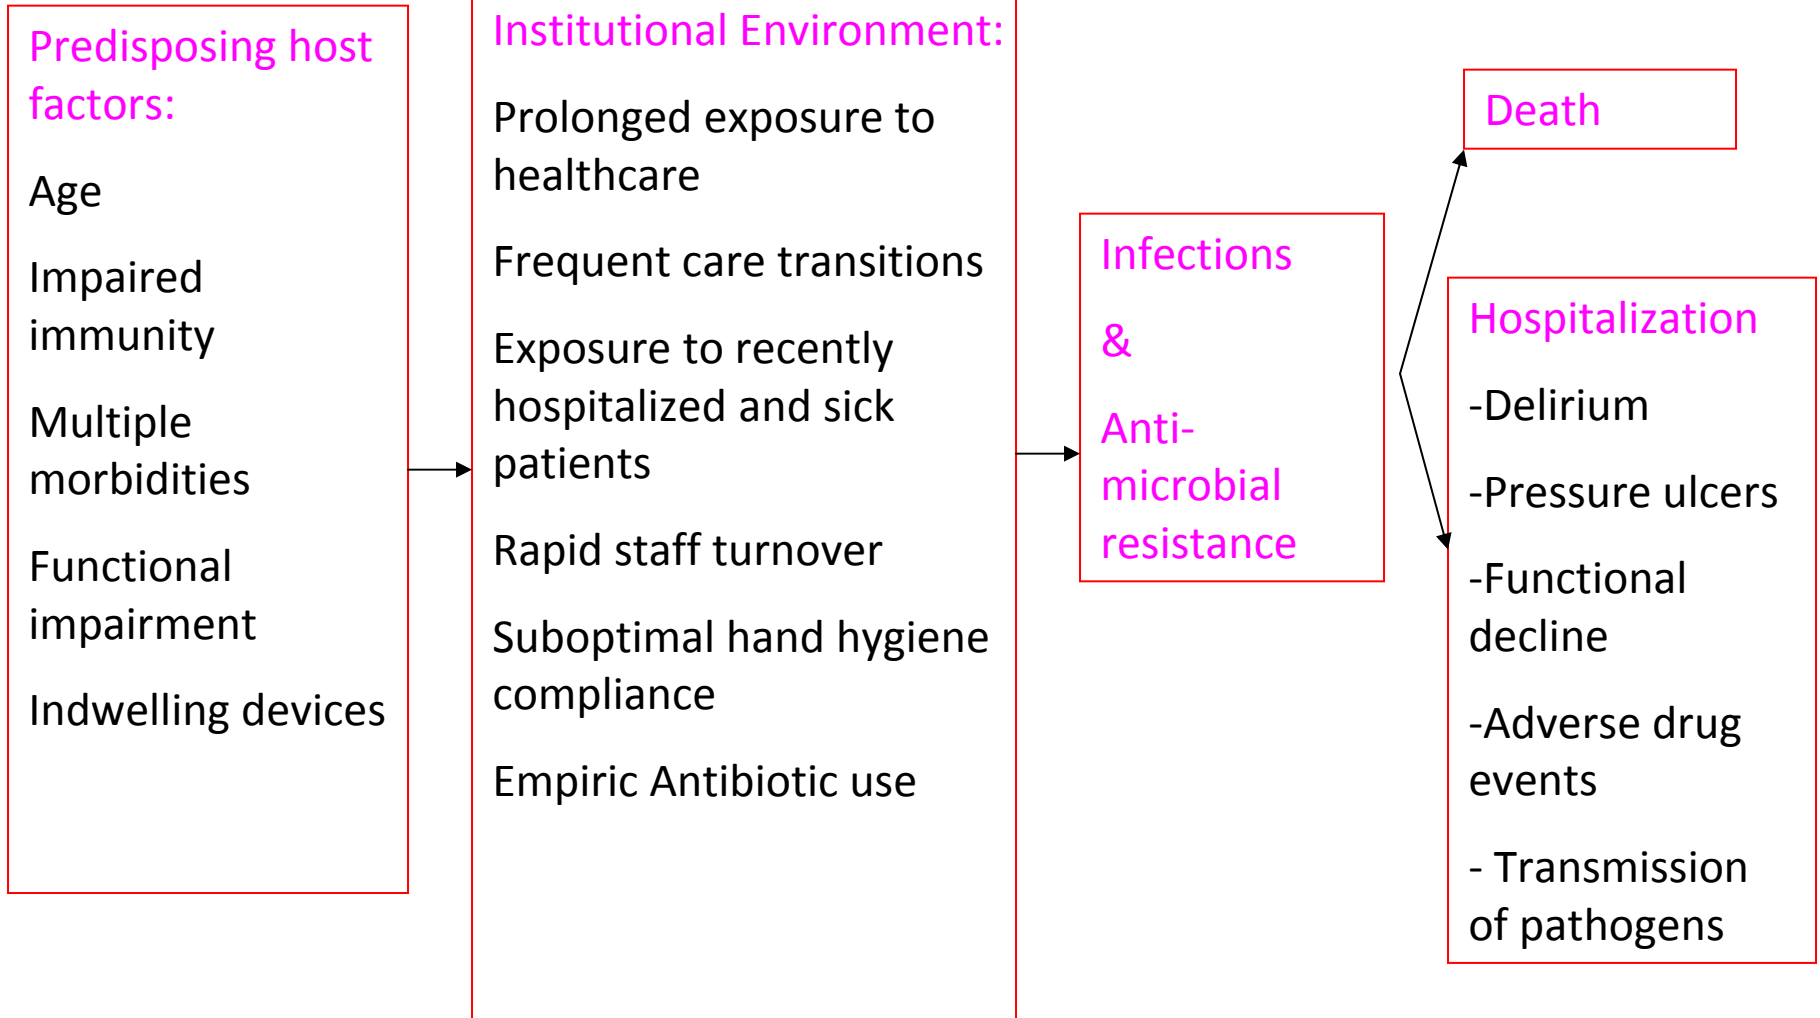 Predisposing host
factors:
Age
Impaired
immunity
Multiple
morbidities
Functional
impairment
Indwelling devices
Institutional Environment:
Prolonged exposure to
healthcare
Frequent care transitions
Exposure to recently
hospitalized and sick
patients
Rapid staff turnover
Suboptimal hand hygiene
compliance
Empiric Antibiotic use
Infections
&
Anti-
microbial
resistance
Death
Hospitalization
-Delirium
-Pressure ulcers
-Functional
decline
-Adverse drug
events
- Transmission
of pathogens